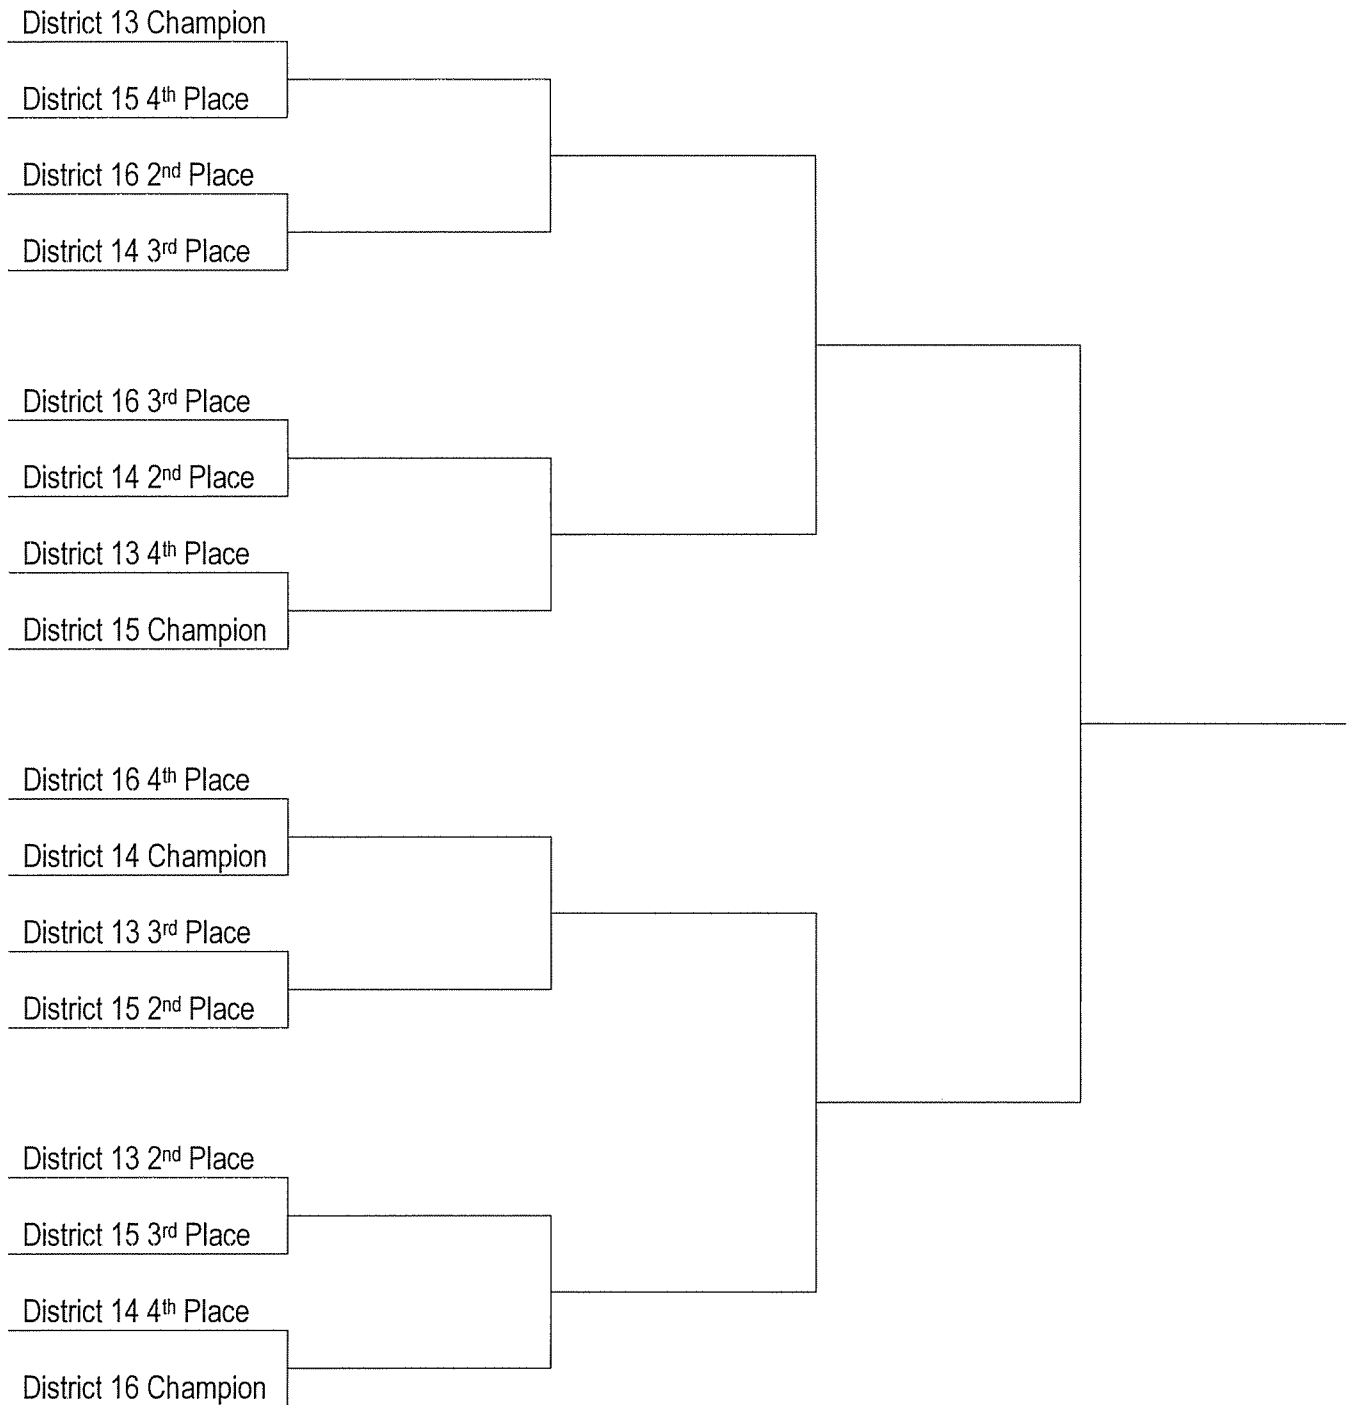 District 13 Champion
District 15 4th Place
District 16 2nd Place
District 14 3rd Place
District 16 3rd Place
District 14 2nd Place
District 13 4th Place
District 15 Champion
District 16 4th Place
District 14 Champion
District 13 3rd Place
District 15 2nd Place
District 13 2nd Place
District 15 3rd Place
District 14 4th Place
District 16 Champion